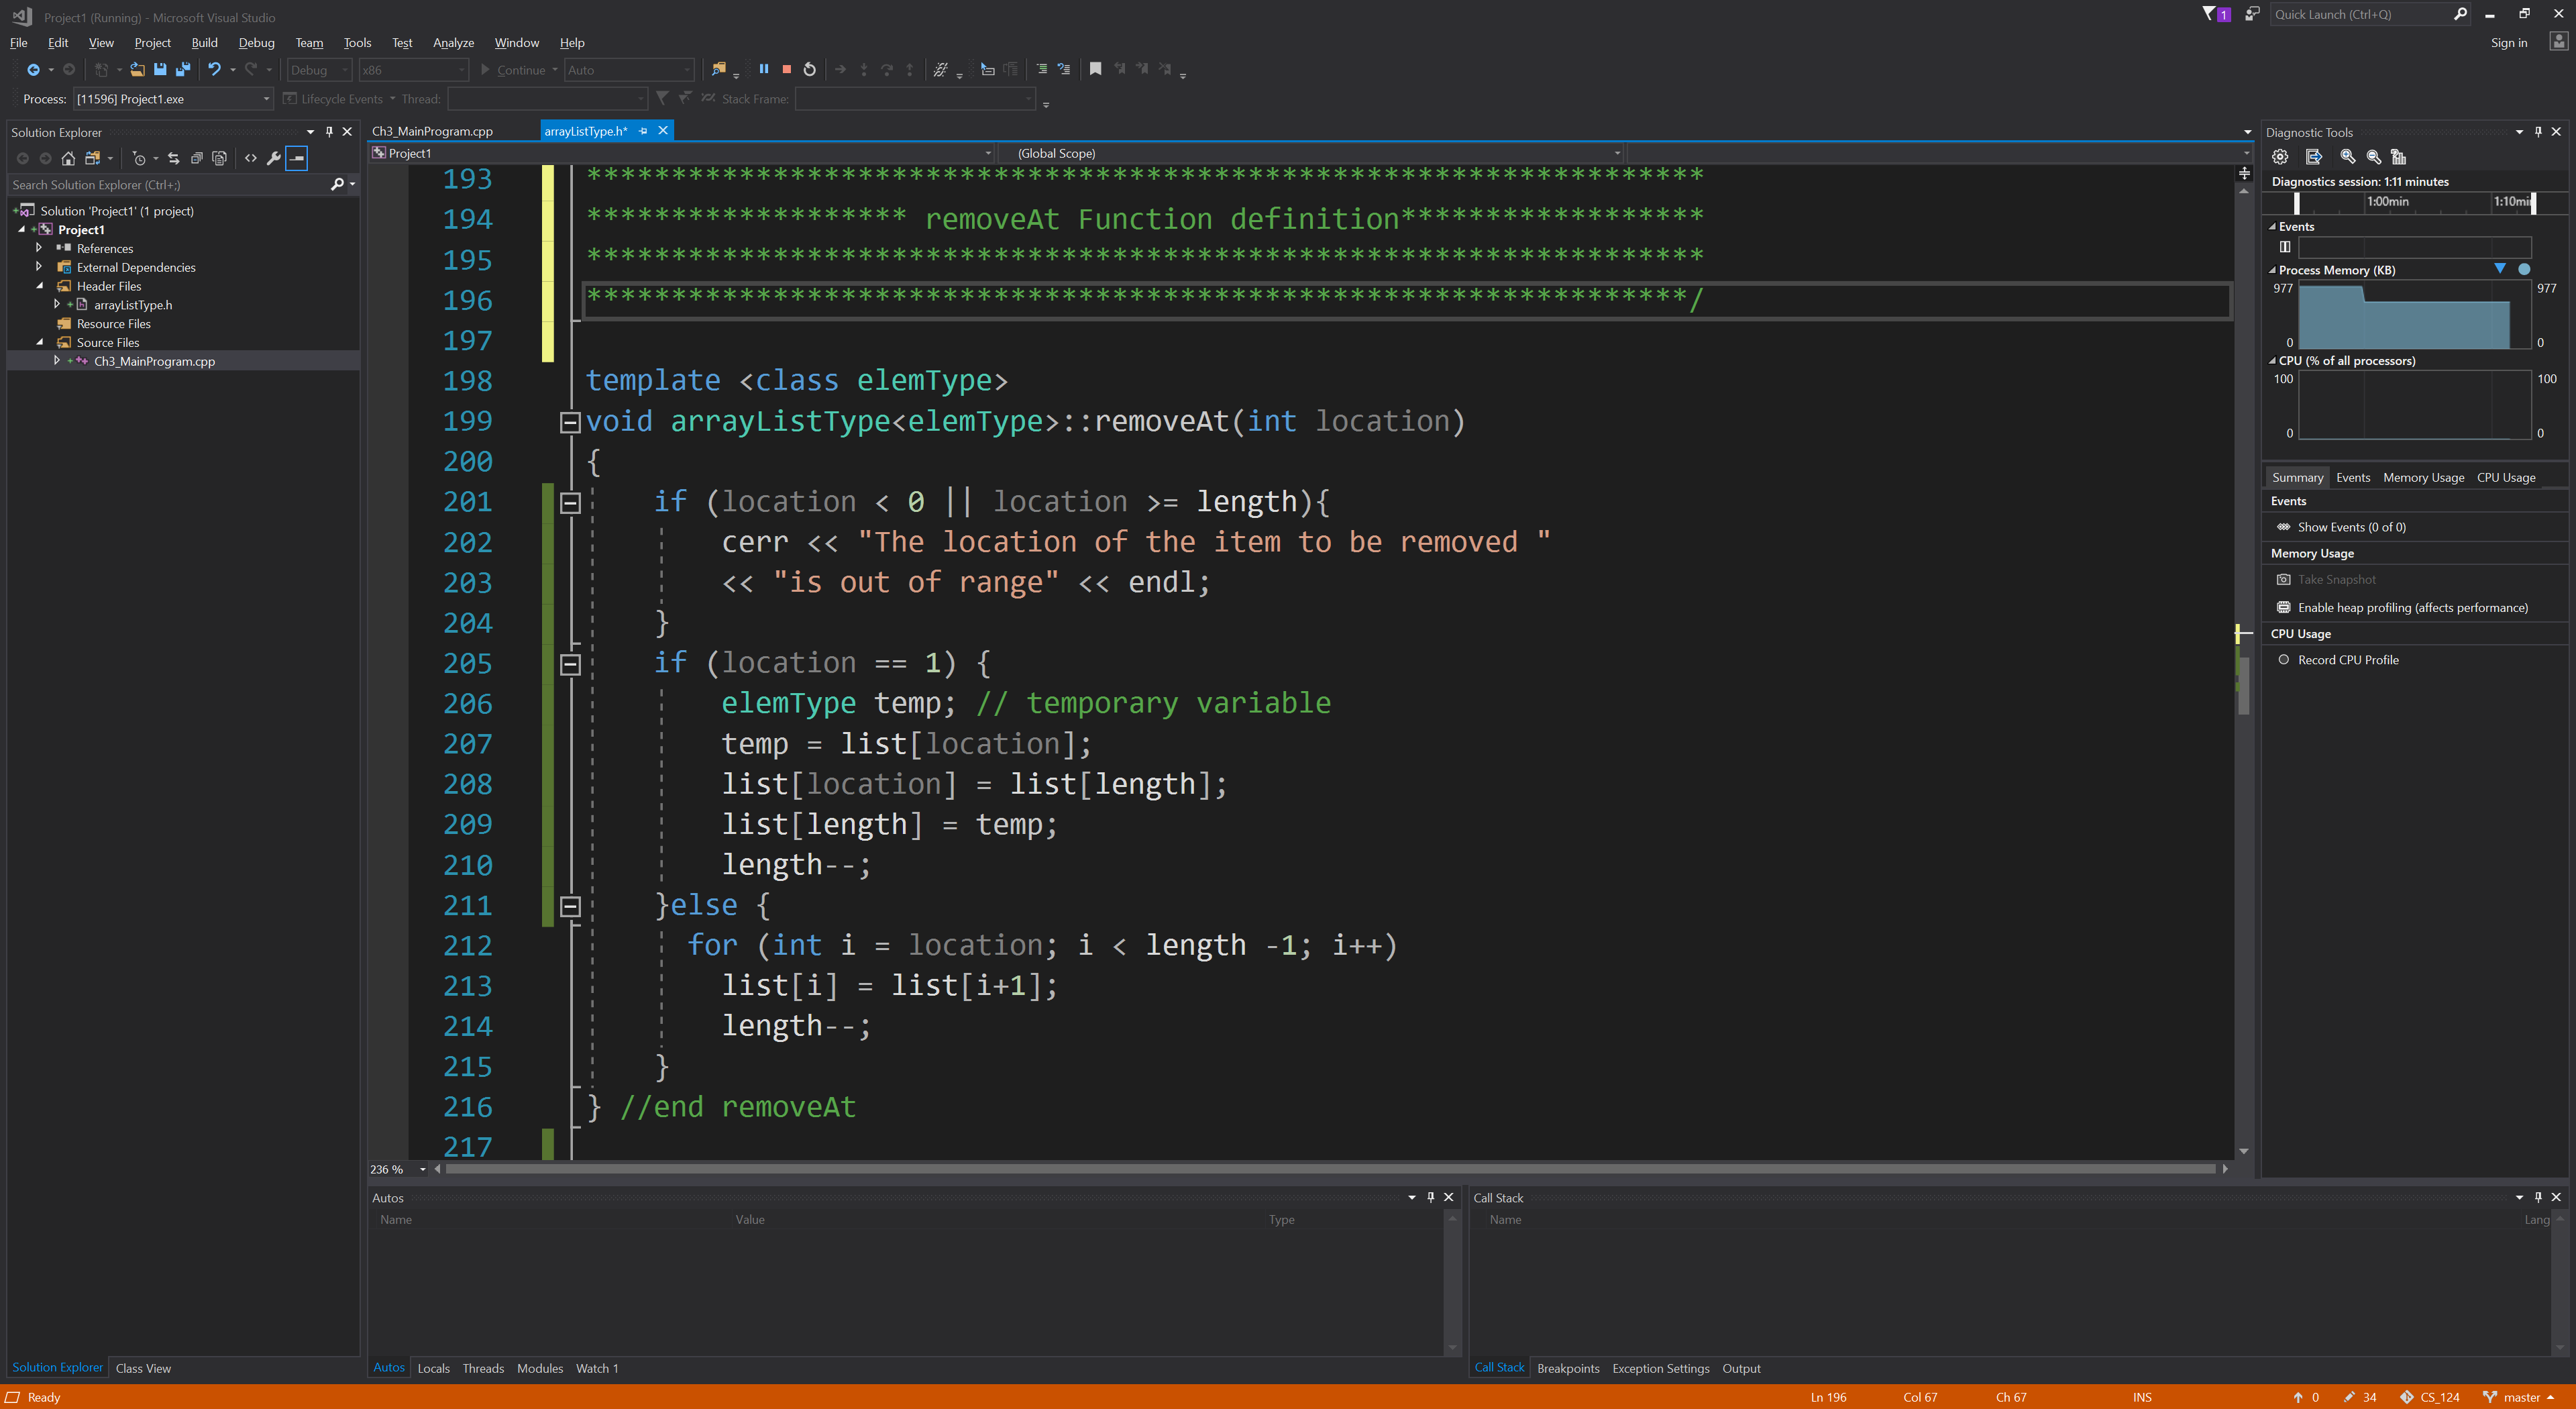 Project1 (Running) - Microsoft Visual Studio
1
Quick Launch (Ctrl+Q)
File Edit View Project Build Debug Team Tools Test Analyze Window Help
Sign in
Debug x86 Continue Auto
Process: [11596] Project1.exe Lifecycle Events Thread: Stack Frame:
Solution Explorer
Search Solution Explorer (Ctrl+;)
Solution 'Project1' (1 project)
Project1
References
External Dependencies
Header Files
arrayListType.h
Resource Files
Source Files
Ch3_MainProgram.cpp
Solution Explorer Class View
Ch3_MainProgram.cpp arrayListType.h*
Project1 (Global Scope)
193 ******************************************************************
194 ******************* removeAt Function definition******************
195 ******************************************************************
196 *****************************************************************/
197
198 template <class elemType>
199 void arrayListType<elemType>::removeAt(int location)
200 {
201 if (location < 0 || location >= length){
202 cerr << "The location of the item to be removed "
203 << "is out of range" << endl;
204 }
205 if (location == 1) {
206 elemType temp; // temporary variable
207 temp = list[location];
208 list[location] = list[length];
209 list[length] = temp;
210 length--;
211 }else {
212 for (int i = location; i < length -1; i++)
213 list[i] = list[i+1];
214 length--;
215 }
216 } //end removeAt
217
236 %
Autos
Name Value Type
Autos Locals Threads Modules Watch 1
Call Stack
Name Lang
Call Stack Breakpoints Exception Settings Output
Diagnostic Tools
Diagnostics session: 1:11 minutes
1:00min 1:10min
Events
Process Memory (KB)
977 977
0 0
CPU (% of all processors)
100 100
0 0
Summary Events Memory Usage CPU Usage
Events
Show Events (0 of 0)
Memory Usage
Take Snapshot
Enable heap profiling (affects performance)
CPU Usage
Record CPU Profile
Ready Ln 196 Col 67 Ch 67 INS 0 34 CS_124 master